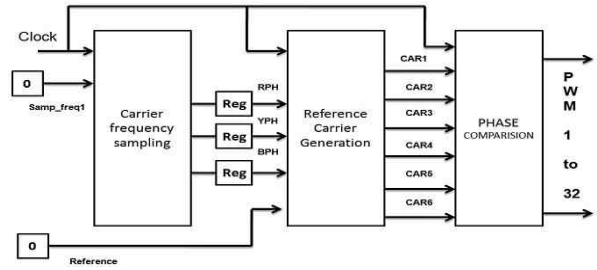 Clock
0
Samp_freq1
Carrier
frequency
sampling
Reg
RPH
Reg
YPH
Reg
BPH
Reference
Carrier
Generation
CAR1
CAR2
CAR3
CAR4
CAR5
CAR6
PHASE
COMPARISION
P
W
M
1
to
32
0
Reference